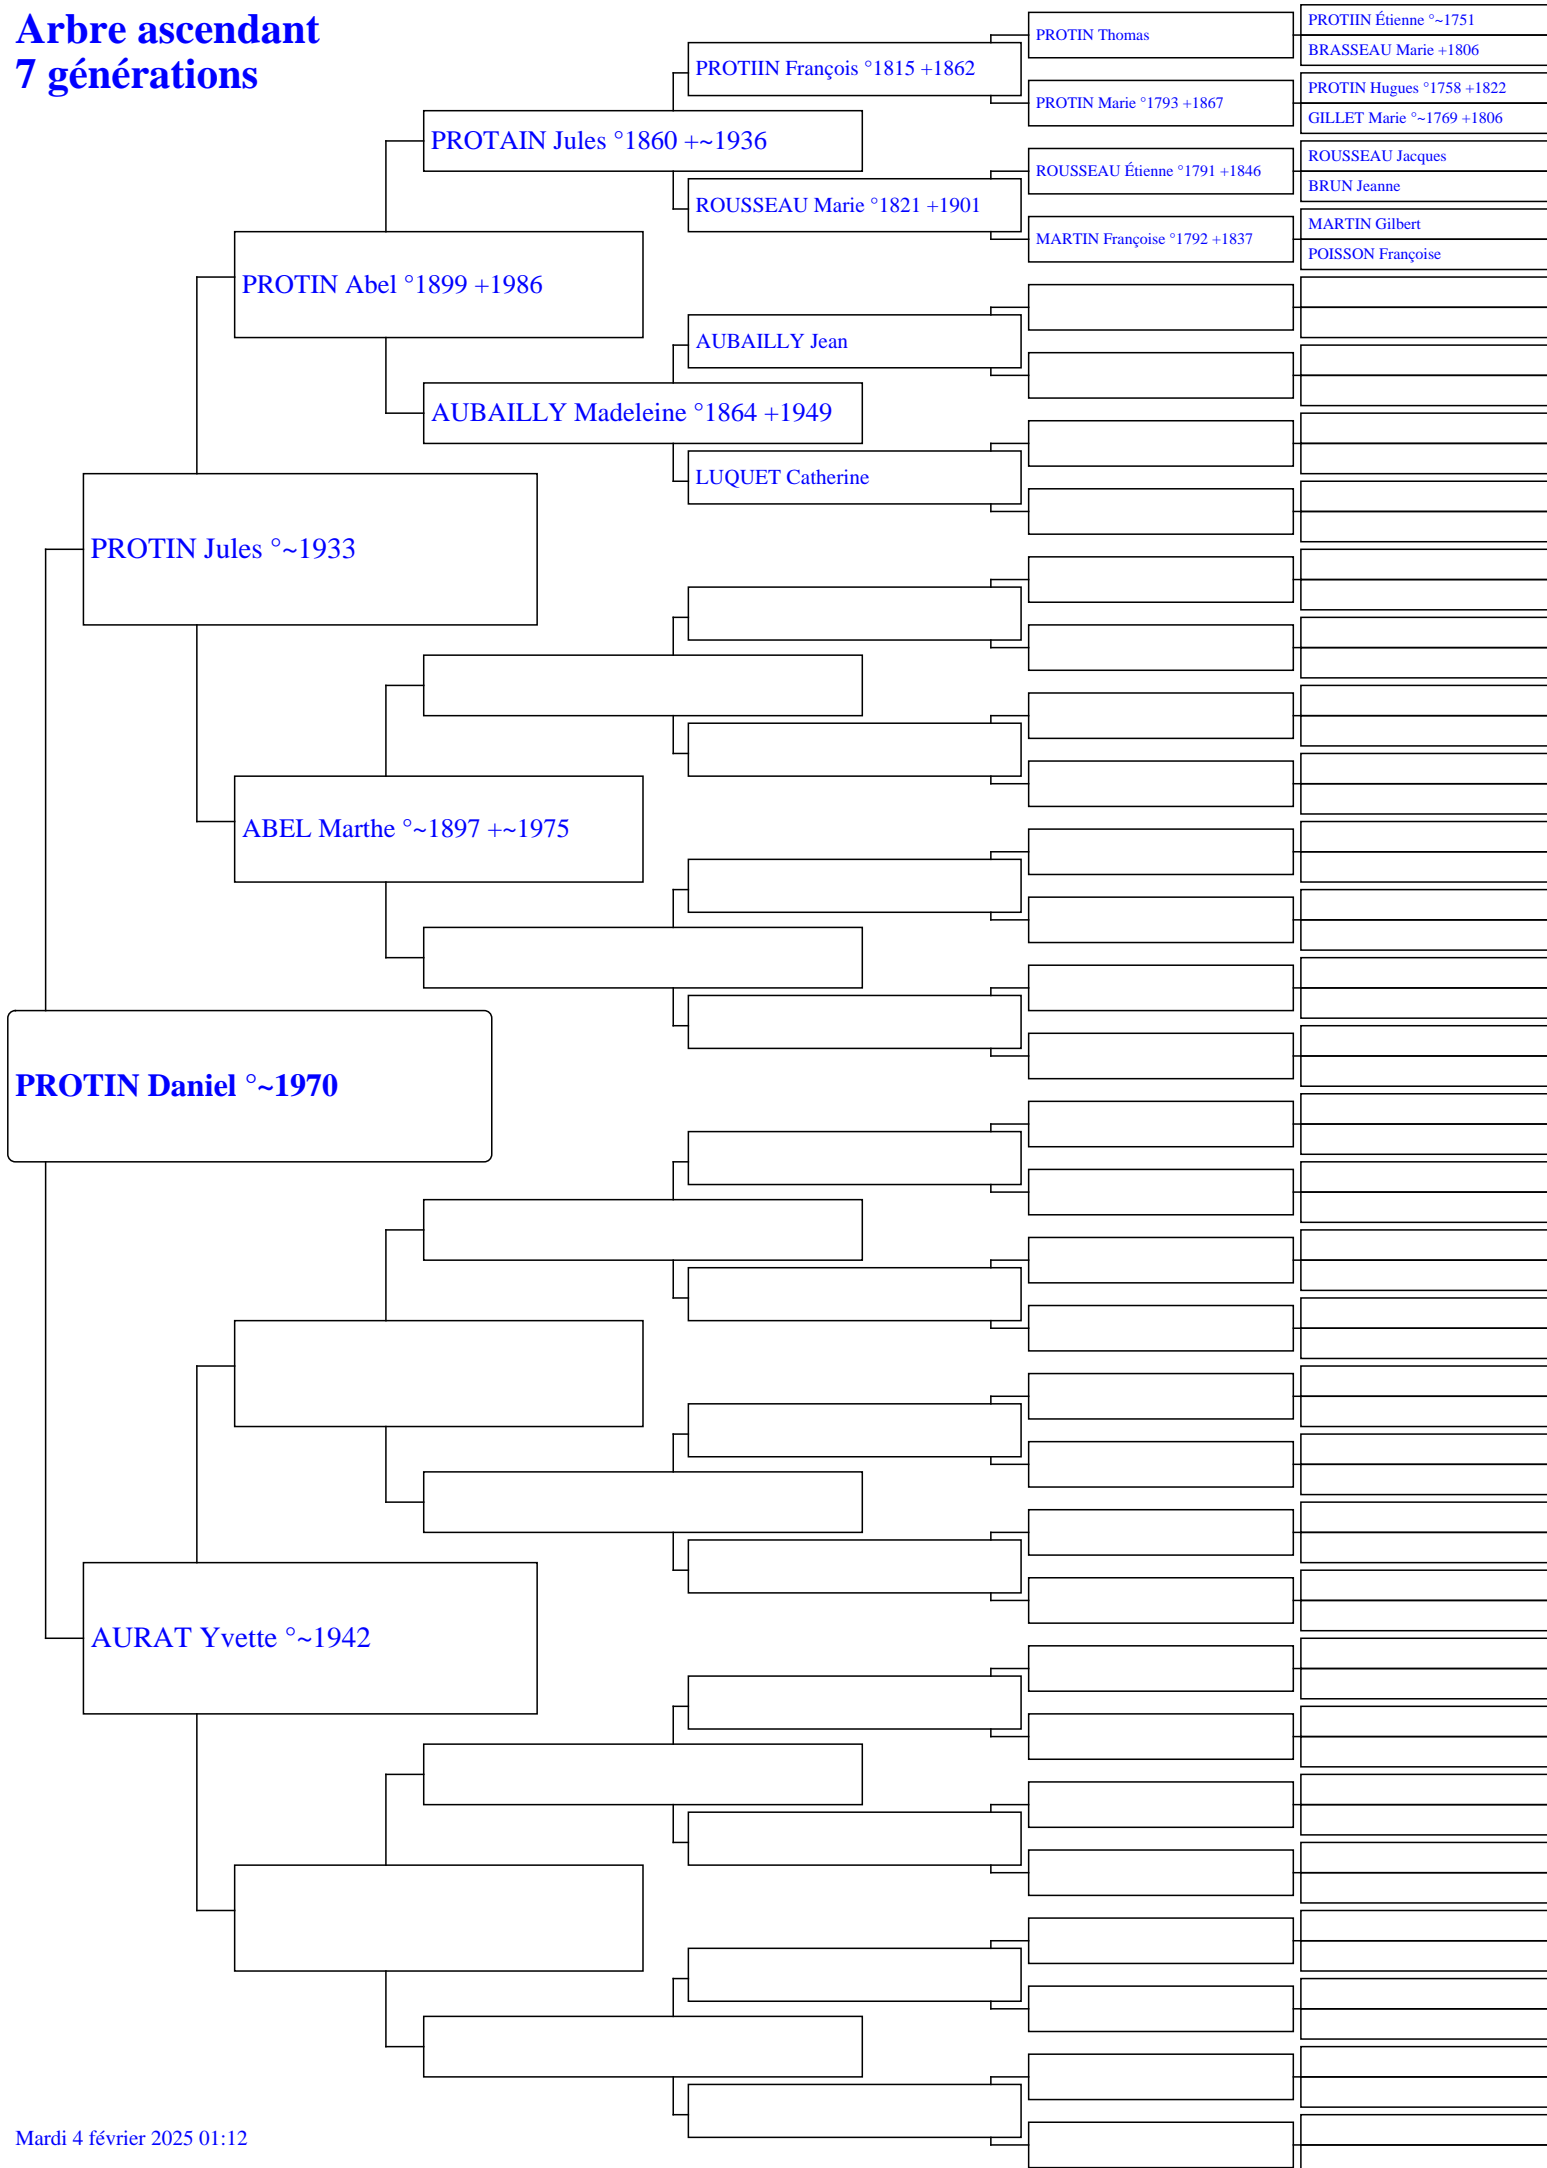 Arbre ascendant
7 générations
PROTIN Daniel °~1970
PROTIN Jules °~1933
AURAT Yvette °~1942
PROTIN Abel °1899 +1986
ABEL Marthe °~1897 +~1975
PROTAIN Jules °1860 +~1936
AUBAILLY Madeleine °1864 +1949
PROTIIN François °1815 +1862
ROUSSEAU Marie °1821 +1901
AUBAILLY Jean
LUQUET Catherine
PROTIN Thomas
PROTIN Marie °1793 +1867
ROUSSEAU Étienne °1791 +1846
MARTIN Françoise °1792 +1837
PROTIIN Étienne °~1751
BRASSEAU Marie +1806
PROTIN Hugues °1758 +1822
GILLET Marie °~1769 +1806
ROUSSEAU Jacques
BRUN Jeanne
MARTIN Gilbert
POISSON Françoise
Mardi 4 février 2025 01:12